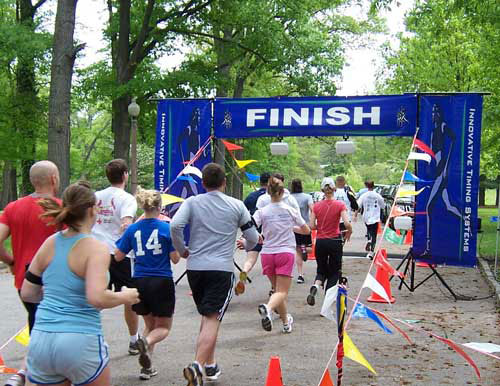 FINISH
INNOVATIVE TIMING SYSTEMS
INNOVATIVE TIMING SYSTEMS
14